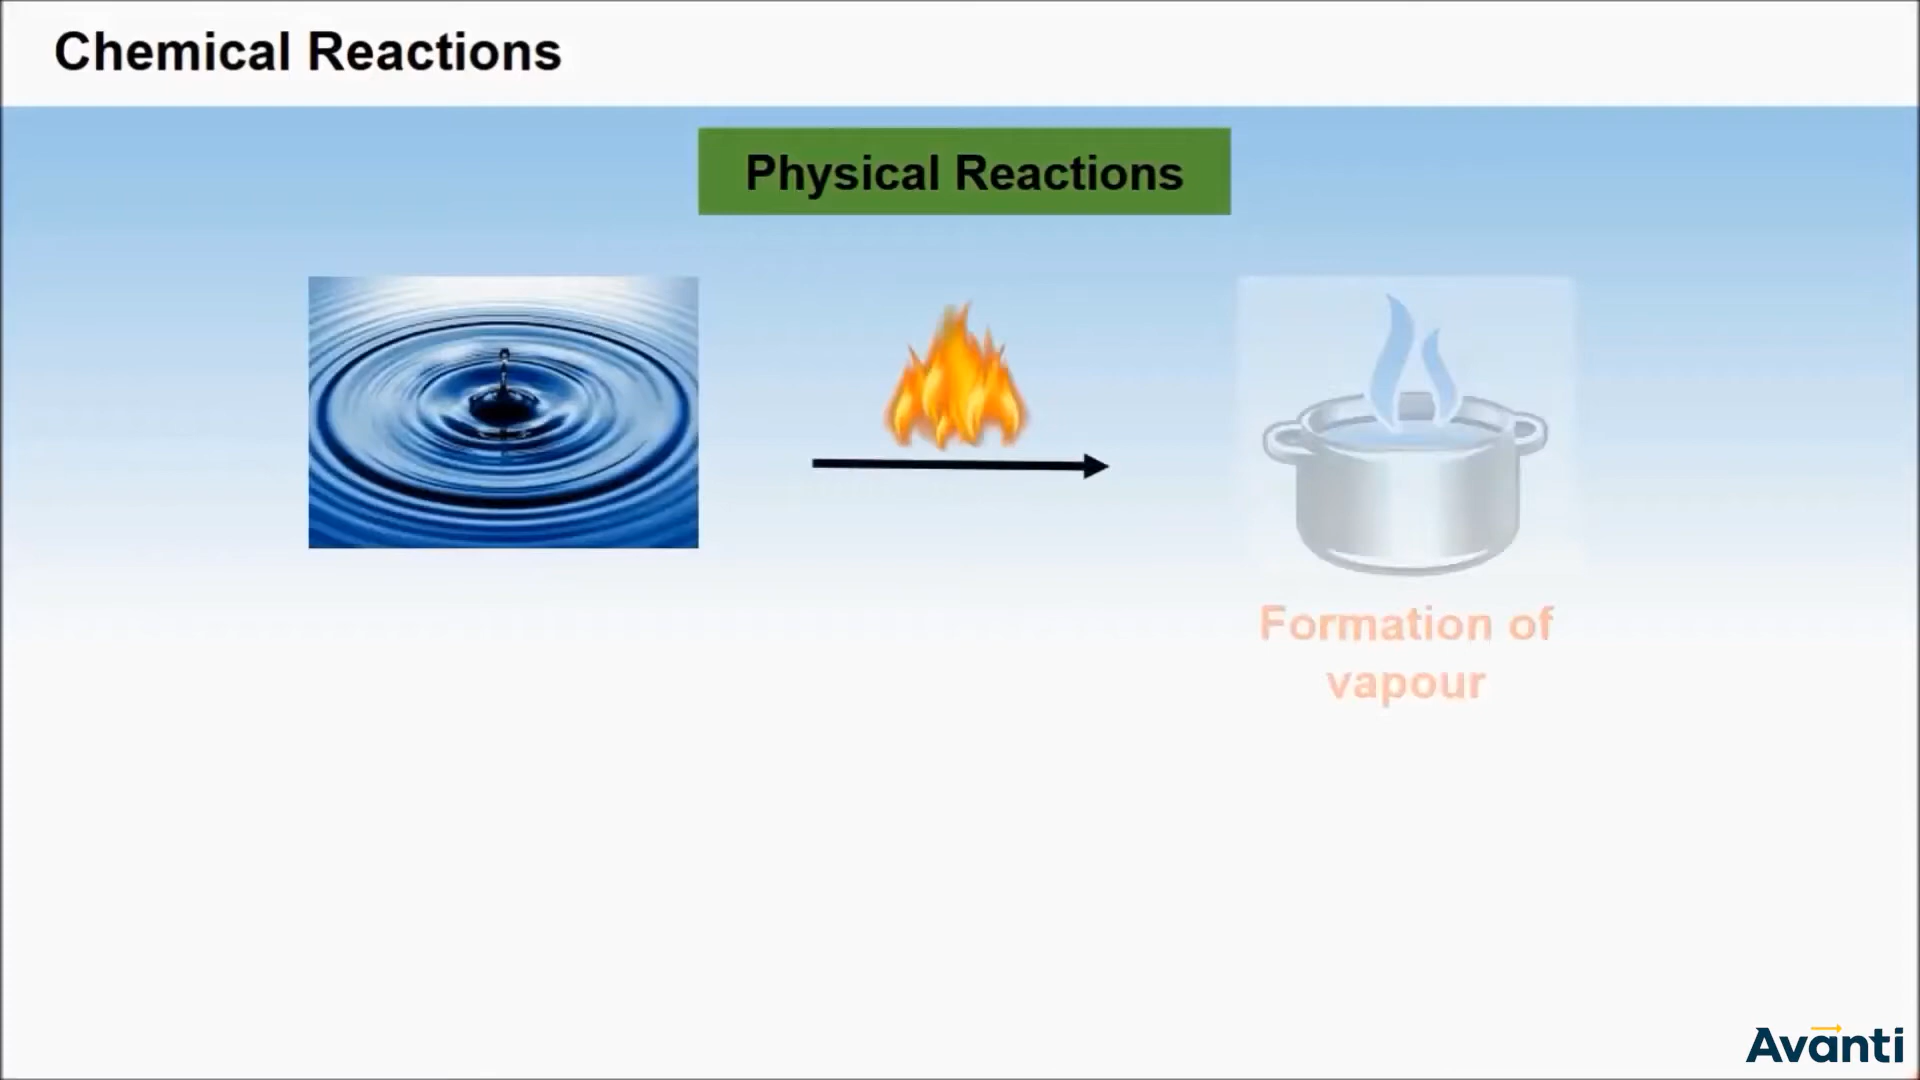 Chemical Reactions
Physical Reactions
Formation of
vapour
Avanti